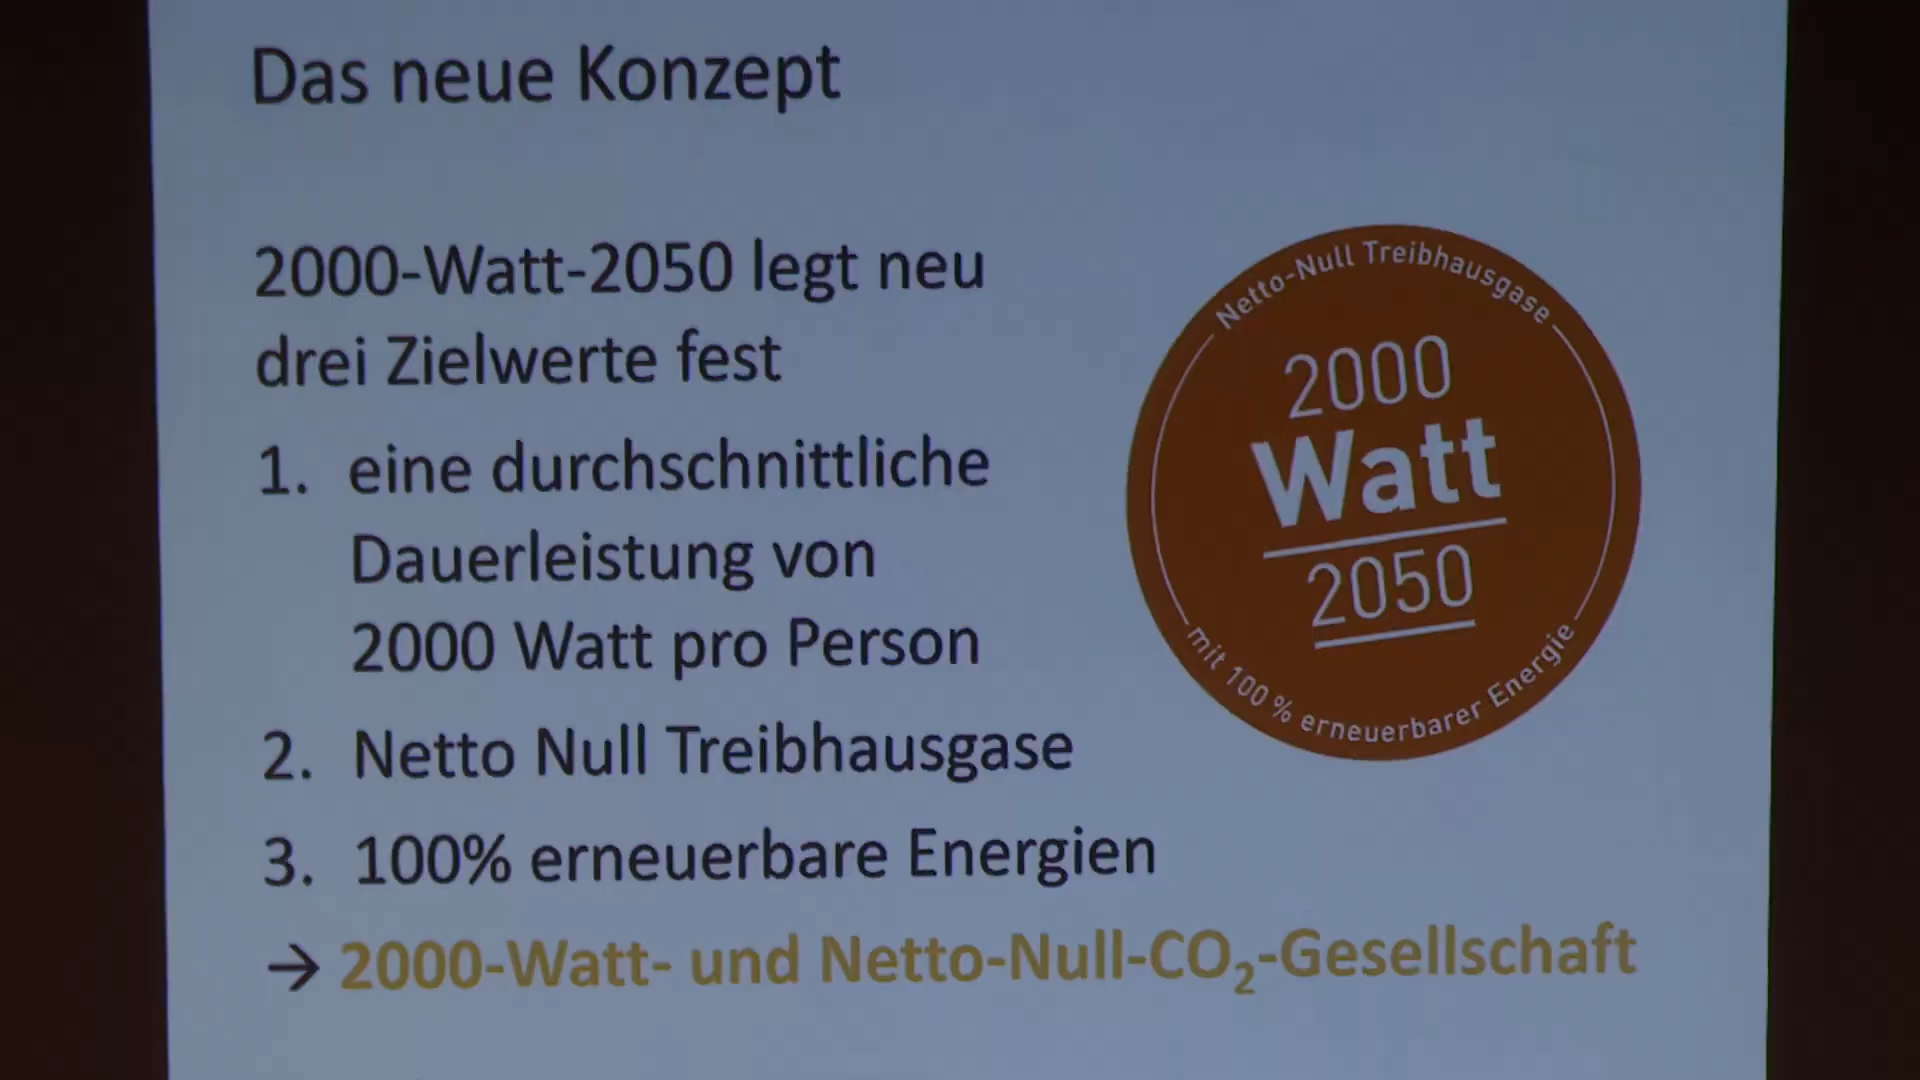 Das neue Konzept
2000-Watt-2050 legt neu
drei Zielwerte fest
1. eine durchschnittliche
Dauerleistung von
2000 Watt pro Person
2. Netto Null Treibhausgase
3. 100% erneuerbare Energien
→ 2000-Watt- und Netto-Null-CO₂-Gesellschaft
Netto-Null Treibhausgase
2000
Watt
2050
mit 100 % erneuerbarer Energie